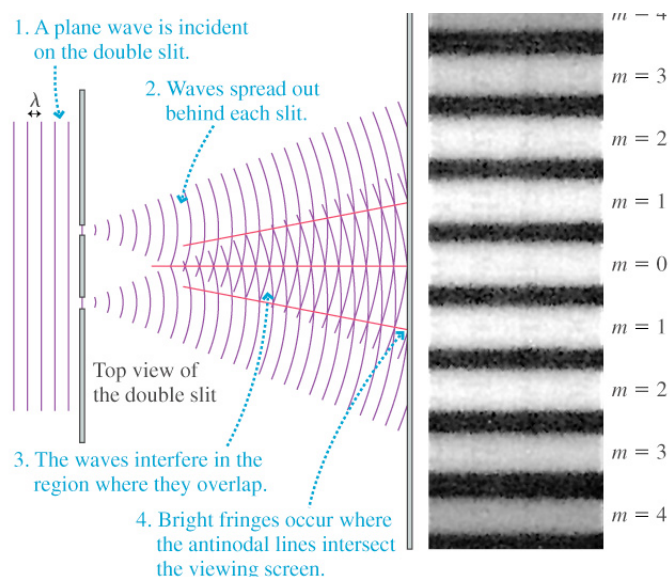 1. A plane wave is incident
on the double slit.
λ
2. Waves spread out
behind each slit.
Top view of
the double slit
3. The waves interfere in the
region where they overlap.
4. Bright fringes occur where
the antinodal lines intersect
the viewing screen.
m = 4
m = 3
m = 2
m = 1
m = 0
m = 1
m = 2
m = 3
m = 4